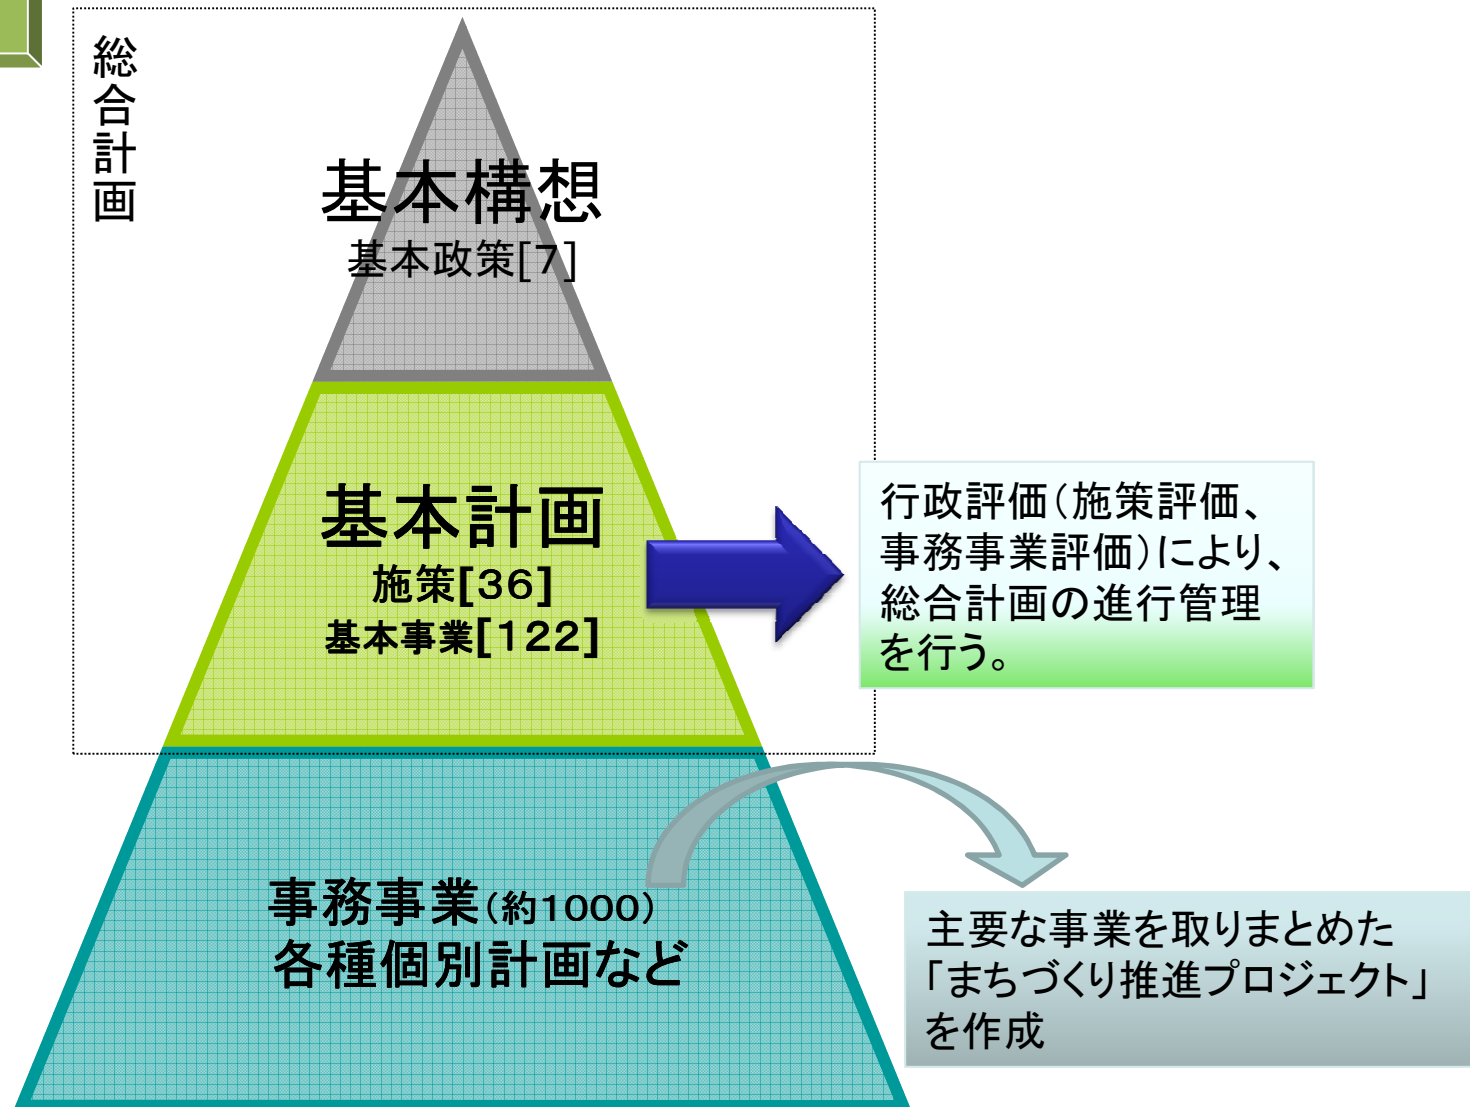 総合計画
基本構想
基本政策[7]
基本計画
施策[36]
基本事業[122]
行政評価（施策評価、
事務事業評価）により、
総合計画の進行管理
を行う。
事務事業（約1000）
各種個別計画など
主要な事業を取りまとめた
「まちづくり推進プロジェクト」
を作成